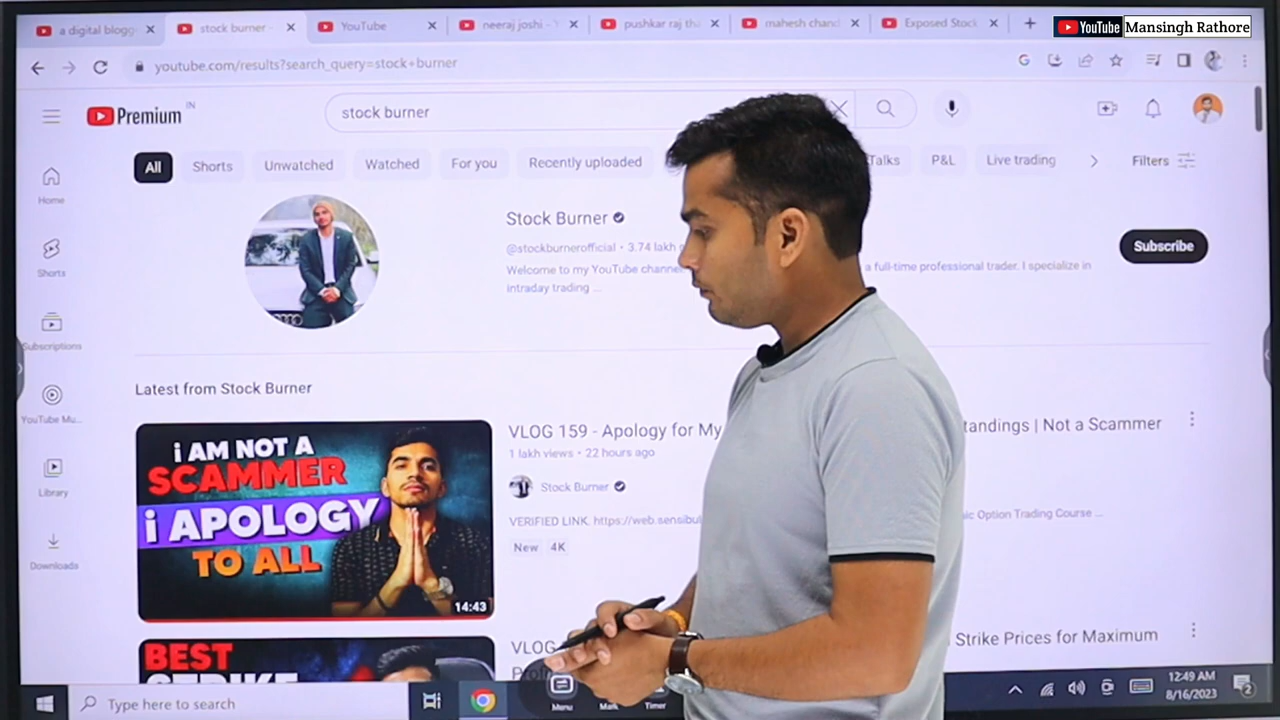 a digital blogg
stock burner -
YouTube
neeraj joshi -
pushkar raj tha
mahesh chand
Exposed Stock
YouTube Mansingh Rathore
youtube.com/results?search_query=stock+burner
Premium IN
stock burner
All
Shorts
Unwatched
Watched
For you
Recently uploaded
Talks
P&L
Live trading
Filters
Home
Shorts
Subscriptions
YouTube Mu...
Library
Downloads
Stock Burner
@stockburnerofficial • 3.74 lakh
Welcome to my YouTube channel a full-time professional trader. I specialize in
intraday trading ...
Subscribe
Latest from Stock Burner
i AM NOT A
SCAMMER
i APOLOGY
TO ALL
14:43
VLOG 159 - Apology for My tandings | Not a Scammer
1 lakh views • 22 hours ago
Stock Burner
VERIFIED LINK. https://web.sensibul ic Option Trading Course ...
New 4K
BEST
STRIKE
VLOG Strike Prices for Maximum
Type here to search
Menu
Mark
Timer
12:49 AM
8/16/2023
2